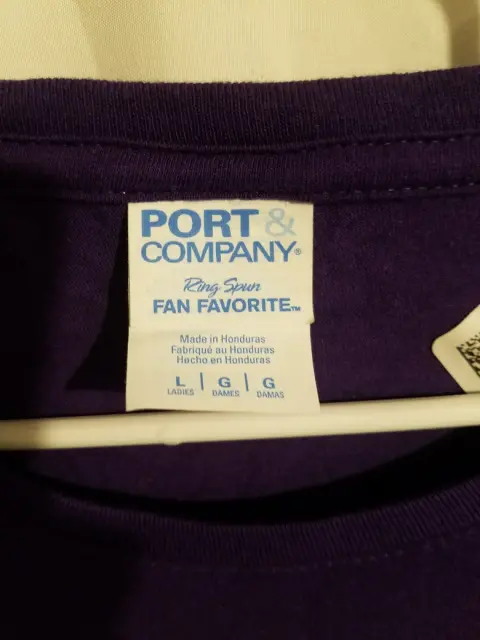 PORT &
COMPANY®
Ring Spun
FAN FAVORITE™
Made in Honduras
Fabriqué au Honduras
Hecho en Honduras
L | G | G
LADIES | DAMES | DAMAS